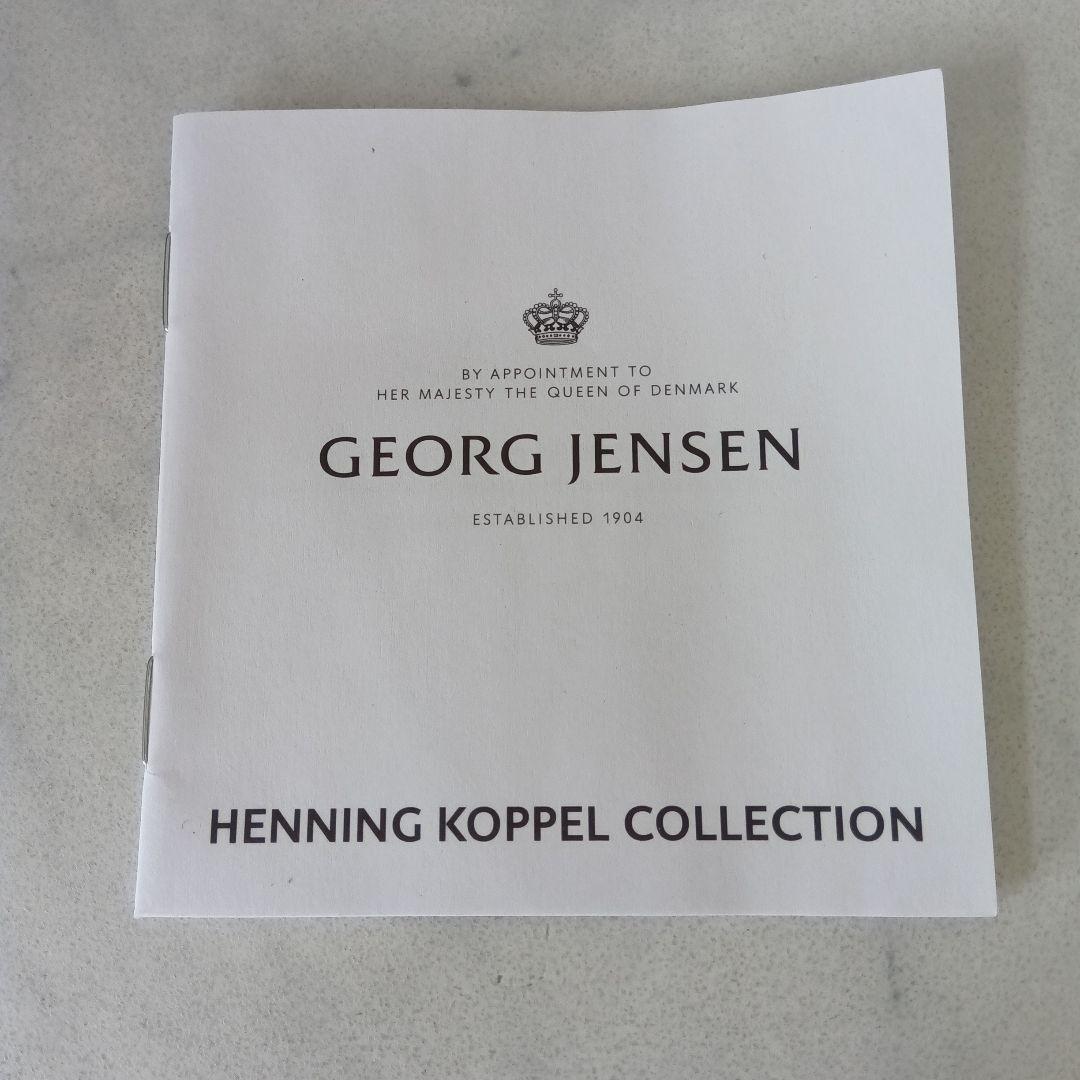 BY APPOINTMENT TO
HER MAJESTY THE QUEEN OF DENMARK
GEORG JENSEN
ESTABLISHED 1904
HENNING KOPPEL COLLECTION